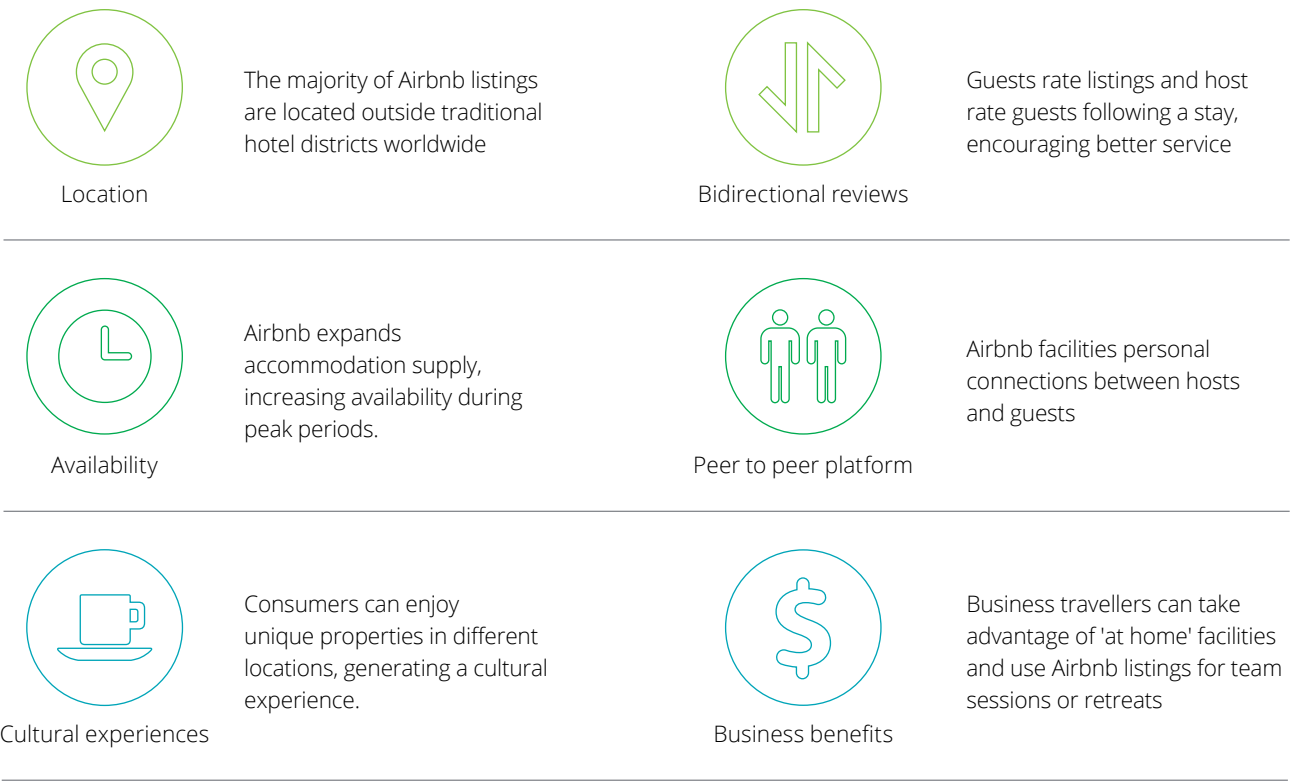 The majority of Airbnb listings
are located outside traditional
hotel districts worldwide
Location
Guests rate listings and host
rate guests following a stay,
encouraging better service
Bidirectional reviews
Airbnb expands
accommodation supply,
increasing availability during
peak periods.
Availability
Airbnb facilities personal
connections between hosts
and guests
Peer to peer platform
Consumers can enjoy
unique properties in different
locations, generating a cultural
experience.
Cultural experiences
Business travellers can take
advantage of 'at home' facilities
and use Airbnb listings for team
sessions or retreats
Business benefits